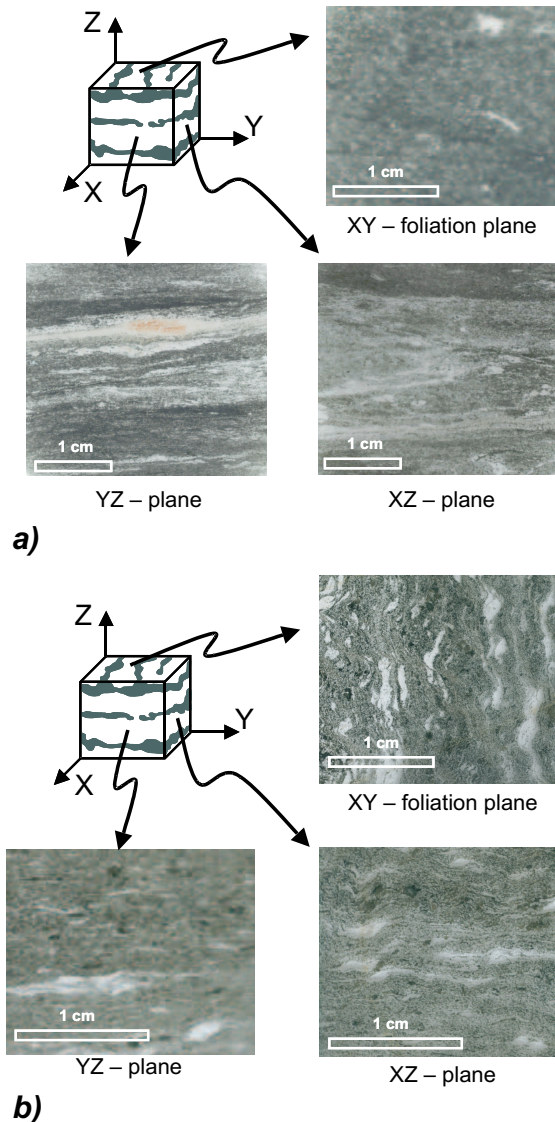 Z
Y
X
1 cm
XY – foliation plane
1 cm
YZ – plane
1 cm
XZ – plane
a)
Z
Y
X
1 cm
XY – foliation plane
1 cm
YZ – plane
1 cm
XZ – plane
b)